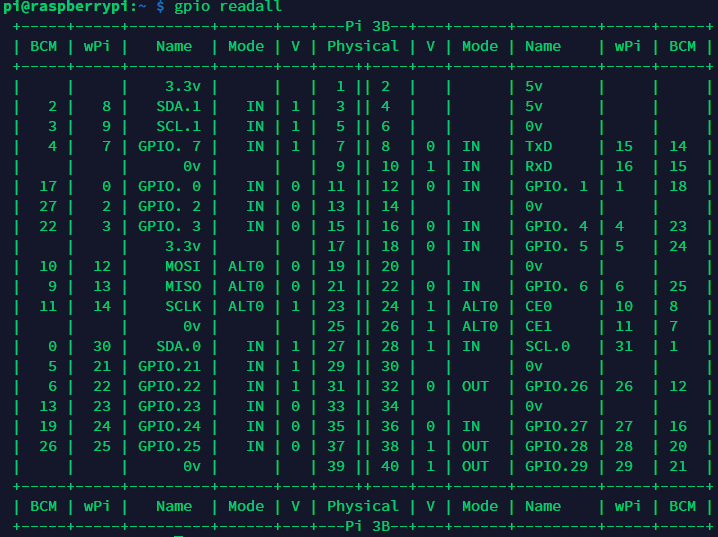 pi@raspberrypi:~ $ gpio readall
 +-----+-----+---------+------+---+---Pi 3B--+---+------+---------+-----+-----+
 | BCM | wPi |   Name  | Mode | V | Physical | V | Mode | Name    | wPi | BCM |
 +-----+-----+---------+------+---+----++----+---+------+---------+-----+-----+
 |     |     |    3.3v |      |   |  1 || 2  |   |      | 5v      |     |     |
 |   2 |   8 |   SDA.1 |   IN | 1 |  3 || 4  |   |      | 5v      |     |     |
 |   3 |   9 |   SCL.1 |   IN | 1 |  5 || 6  |   |      | 0v      |     |     |
 |   4 |   7 | GPIO. 7 |   IN | 1 |  7 || 8  | 0 | IN   | TxD     | 15  | 14  |
 |     |     |      0v |      |   |  9 || 10 | 1 | IN   | RxD     | 16  | 15  |
 |  17 |   0 | GPIO. 0 |   IN | 0 | 11 || 12 | 0 | IN   | GPIO. 1 | 1   | 18  |
 |  27 |   2 | GPIO. 2 |   IN | 0 | 13 || 14 |   |      | 0v      |     |     |
 |  22 |   3 | GPIO. 3 |   IN | 0 | 15 || 16 | 0 | IN   | GPIO. 4 | 4   | 23  |
 |     |     |    3.3v |      |   | 17 || 18 | 0 | IN   | GPIO. 5 | 5   | 24  |
 |  10 |  12 |    MOSI | ALT0 | 0 | 19 || 20 |   |      | 0v      |     |     |
 |   9 |  13 |    MISO | ALT0 | 0 | 21 || 22 | 0 | IN   | GPIO. 6 | 6   | 25  |
 |  11 |  14 |    SCLK | ALT0 | 1 | 23 || 24 | 1 | ALT0 | CE0     | 10  | 8   |
 |     |     |      0v |      |   | 25 || 26 | 1 | ALT0 | CE1     | 11  | 7   |
 |   0 |  30 |   SDA.0 |   IN | 1 | 27 || 28 | 1 | IN   | SCL.0   | 31  | 1   |
 |   5 |  21 | GPIO.21 |   IN | 1 | 29 || 30 |   |      | 0v      |     |     |
 |   6 |  22 | GPIO.22 |   IN | 1 | 31 || 32 | 0 | OUT  | GPIO.26 | 26  | 12  |
 |  13 |  23 | GPIO.23 |   IN | 0 | 33 || 34 |   |      | 0v      |     |     |
 |  19 |  24 | GPIO.24 |   IN | 0 | 35 || 36 | 0 | IN   | GPIO.27 | 27  | 16  |
 |  26 |  25 | GPIO.25 |   IN | 0 | 37 || 38 | 1 | OUT  | GPIO.28 | 28  | 20  |
 |     |     |      0v |      |   | 39 || 40 | 1 | OUT  | GPIO.29 | 29  | 21  |
 +-----+-----+---------+------+---+----++----+---+------+---------+-----+-----+
 | BCM | wPi |   Name  | Mode | V | Physical | V | Mode | Name    | wPi | BCM |
 +-----+-----+---------+------+---+---Pi 3B--+---+------+---------+-----+-----+